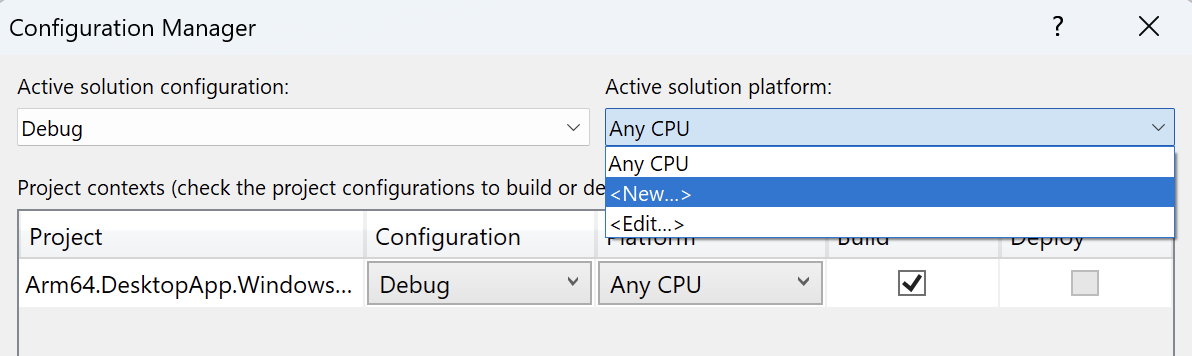 Configuration Manager
?
Active solution configuration:
Active solution platform:
Debug
Any CPU
Any CPU
<New...>
<Edit...>
Project contexts (check the project configurations to build or de
Project
Configuration
Platform
Build
Deploy
Arm64.DesktopApp.Windows...
Debug
Any CPU